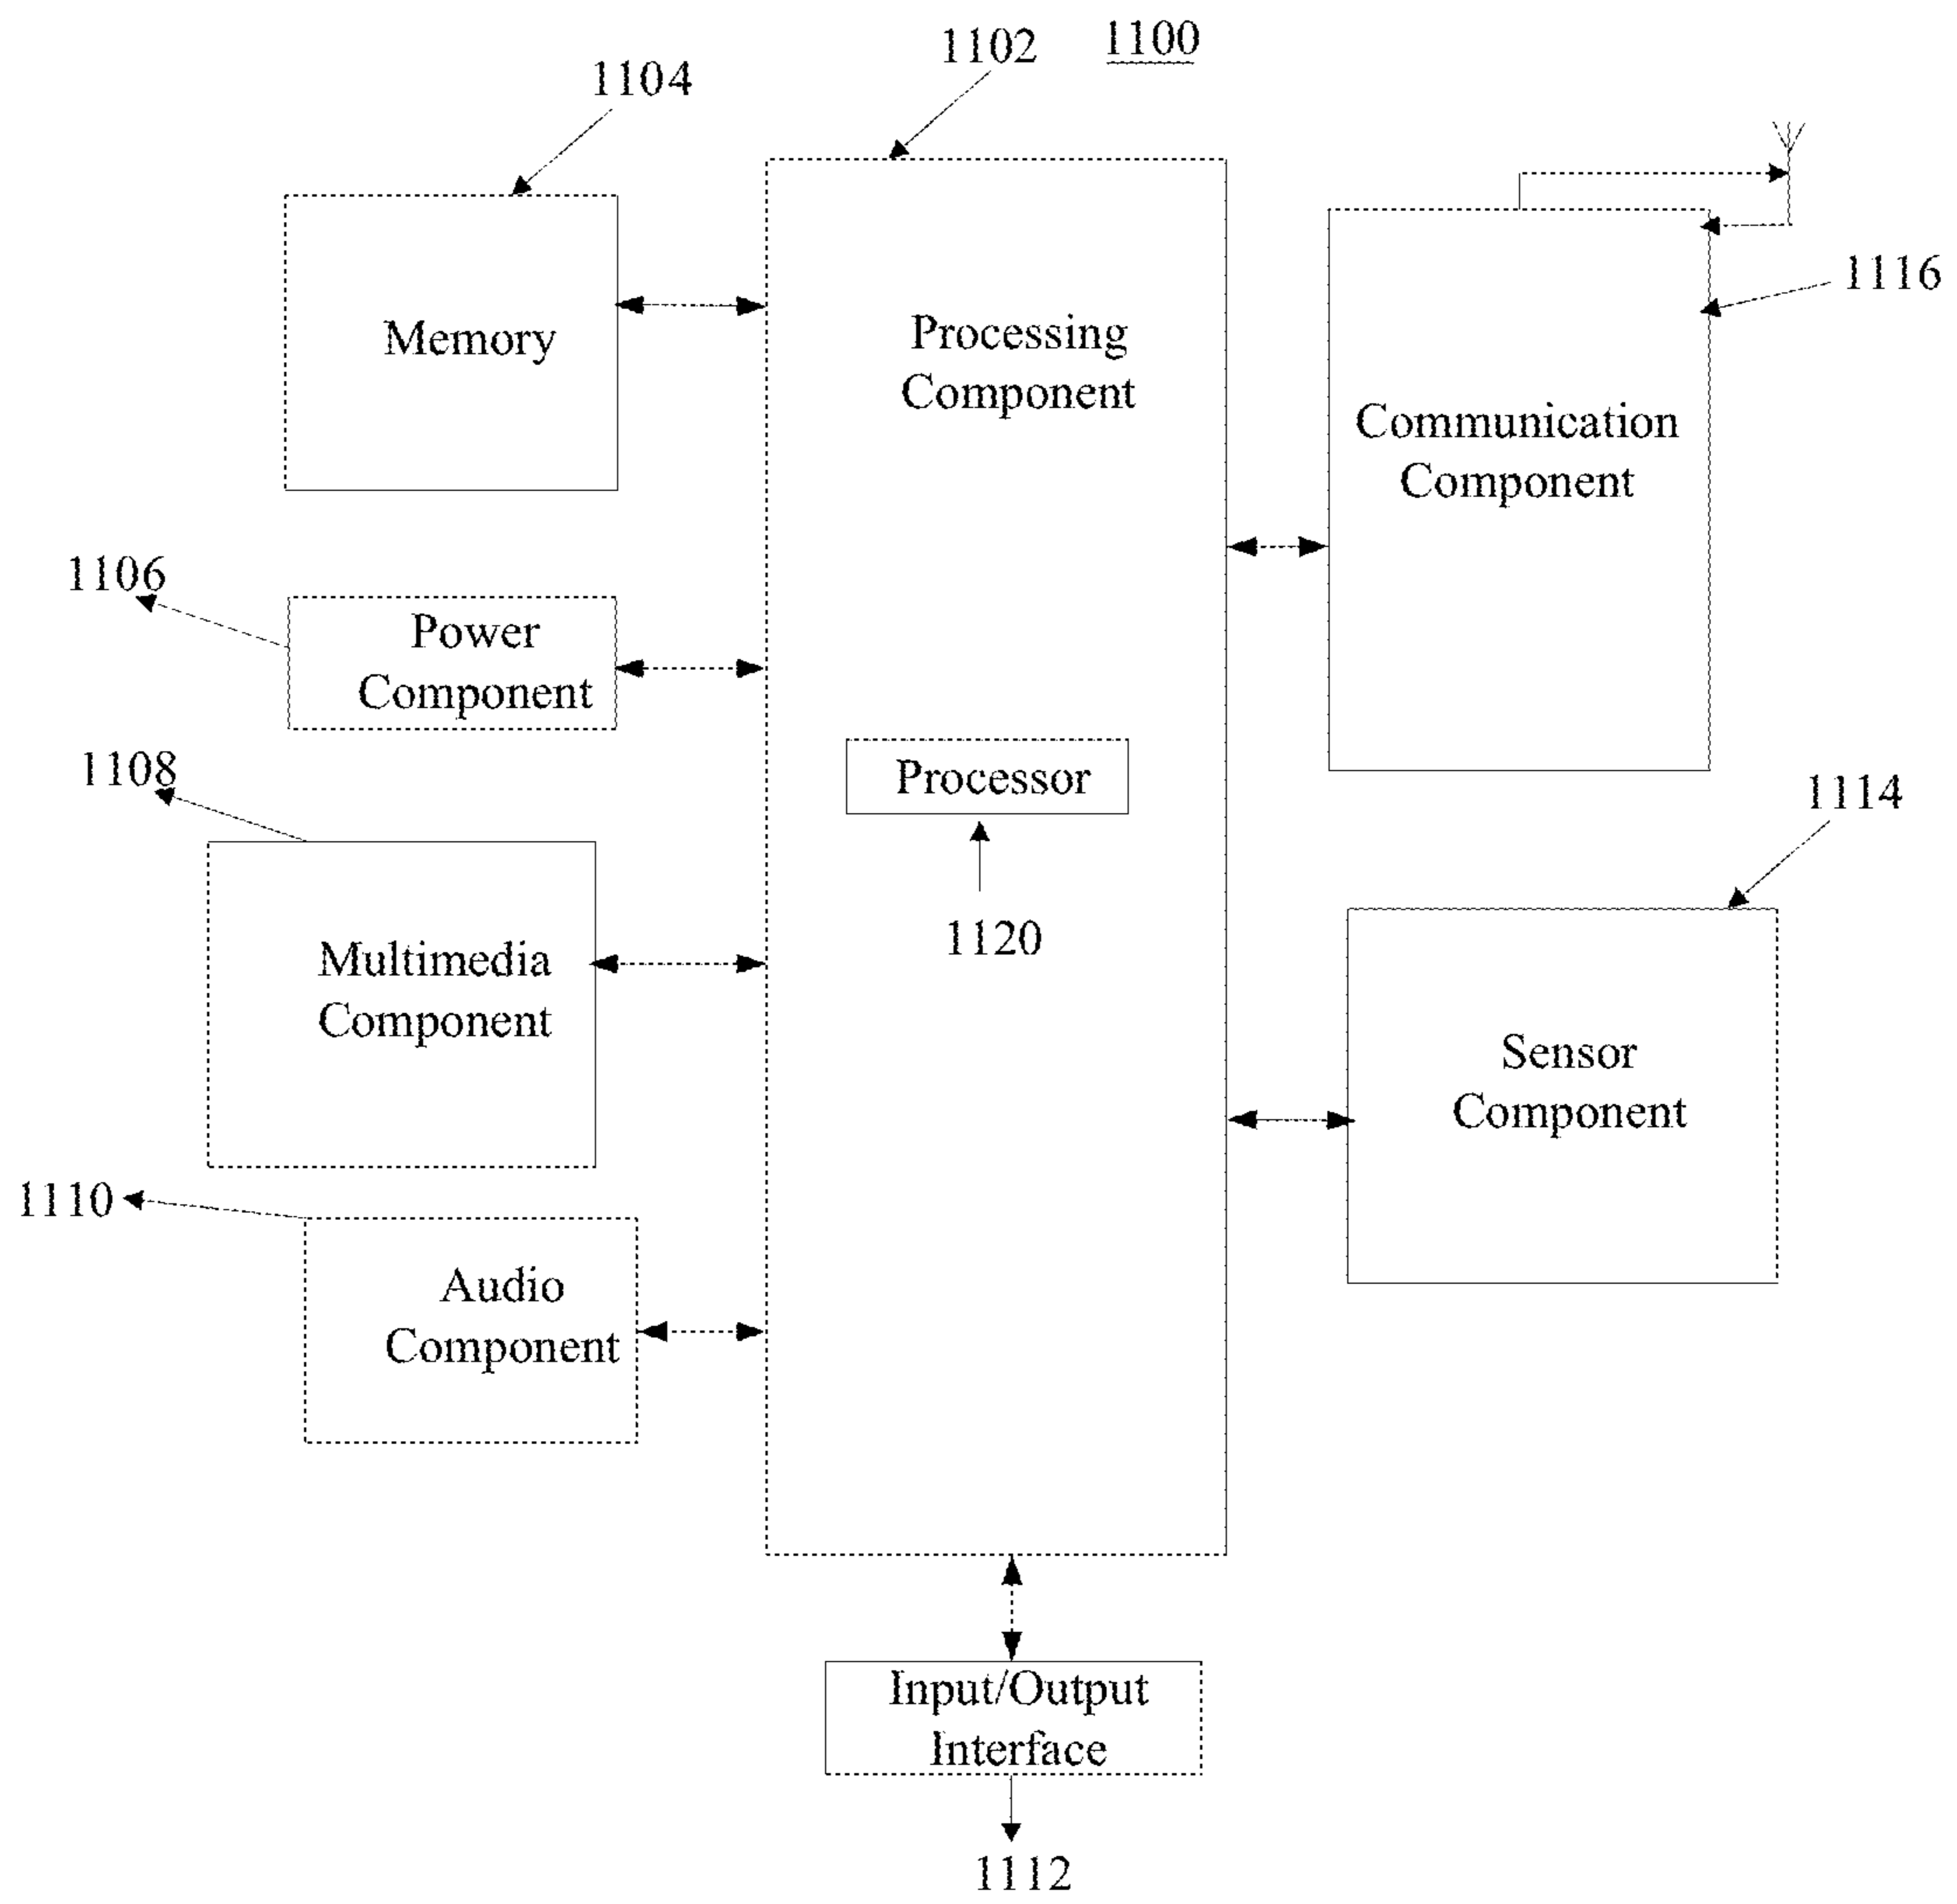 1100
1102
1104
Memory
Processing
Component
1116
Communication
Component
1106
Power
Component
1108
Processor
1120
1114
Multimedia
Component
Sensor
Component
1110
Audio
Component
Input/Output
Interface
1112